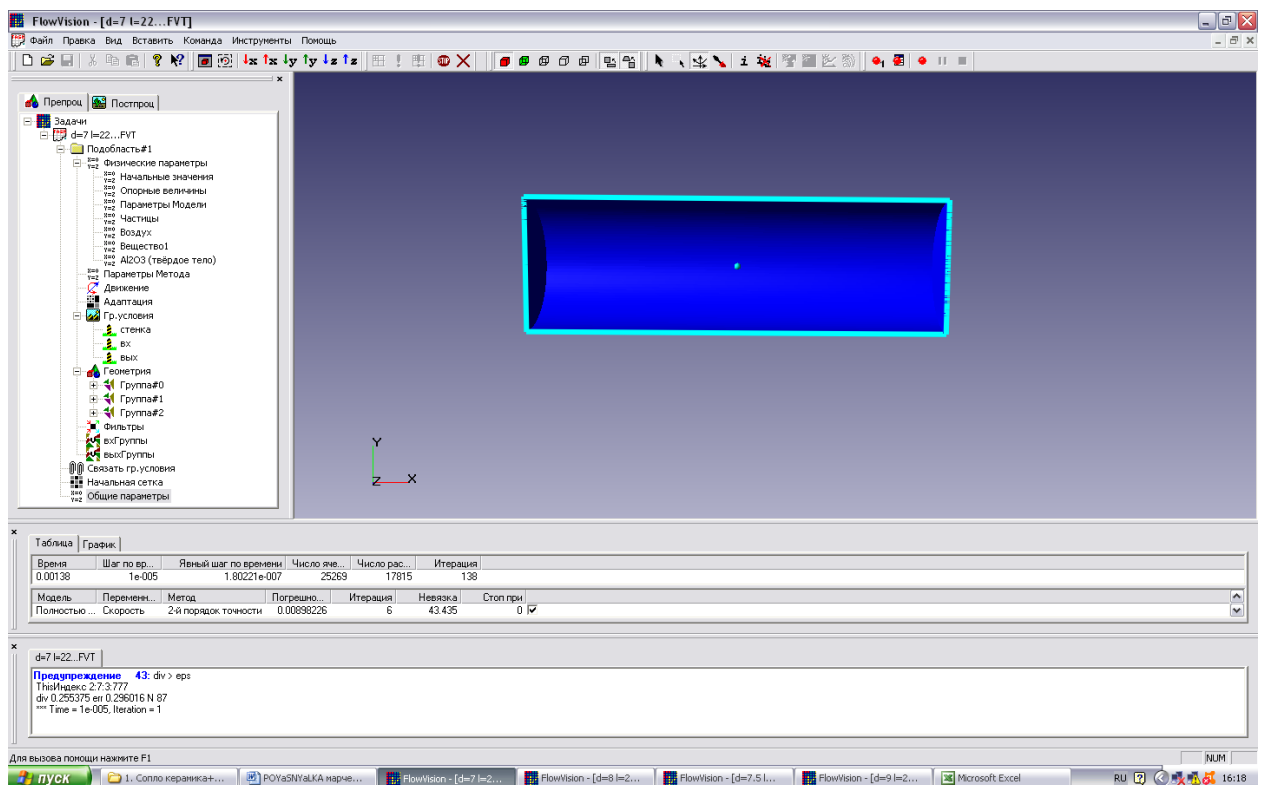 FlowVision - [d=7 l=22...FVT]
Файл Правка Вид Вставить Команда Инструменты Помощь
Препроц Постпроц
Задачи
d=7 l=22...FVT
Подобласть#1
Физические параметры
Начальные значения
Опорные величины
Параметры Модели
Частицы
Воздух
Вещество1
Al2O3 (твёрдое тело)
Параметры Метода
Движение
Адаптация
Гр.условия
стенка
вх
вых
Геометрия
Группа#0
Группа#1
Группа#2
Фильтры
вхГруппы
выхГруппы
Связать гр.условия
Начальная сетка
Общие параметры
Y
Z X
Таблица График
Время Шаг по вр... Явный шаг по времени Число яче... Число рас... Итерация
0.00138 1e-005 1.80221e-007 25269 17815 138
Модель Переменн... Метод Погрешно... Итерация Невязка Стоп при
Полностью ... Скорость 2-й порядок точности 0.00898226 6 43.435 0
d=7 l=22...FVT
Предупреждение 43: div > eps
ThisИндекс 2:7:3:777
div 0.255375 err 0.296016 N 87
*** Time = 1e-005, Iteration = 1
Для вызова помощи нажмите F1
NUM
пуск 1. Сопло керамика+... POYaSNYaLKA марче... FlowVision - [d=7 l=2... FlowVision - [d=8 l=2... FlowVision - [d=7.5 l... FlowVision - [d=9 l=2... Microsoft Excel RU 16:18